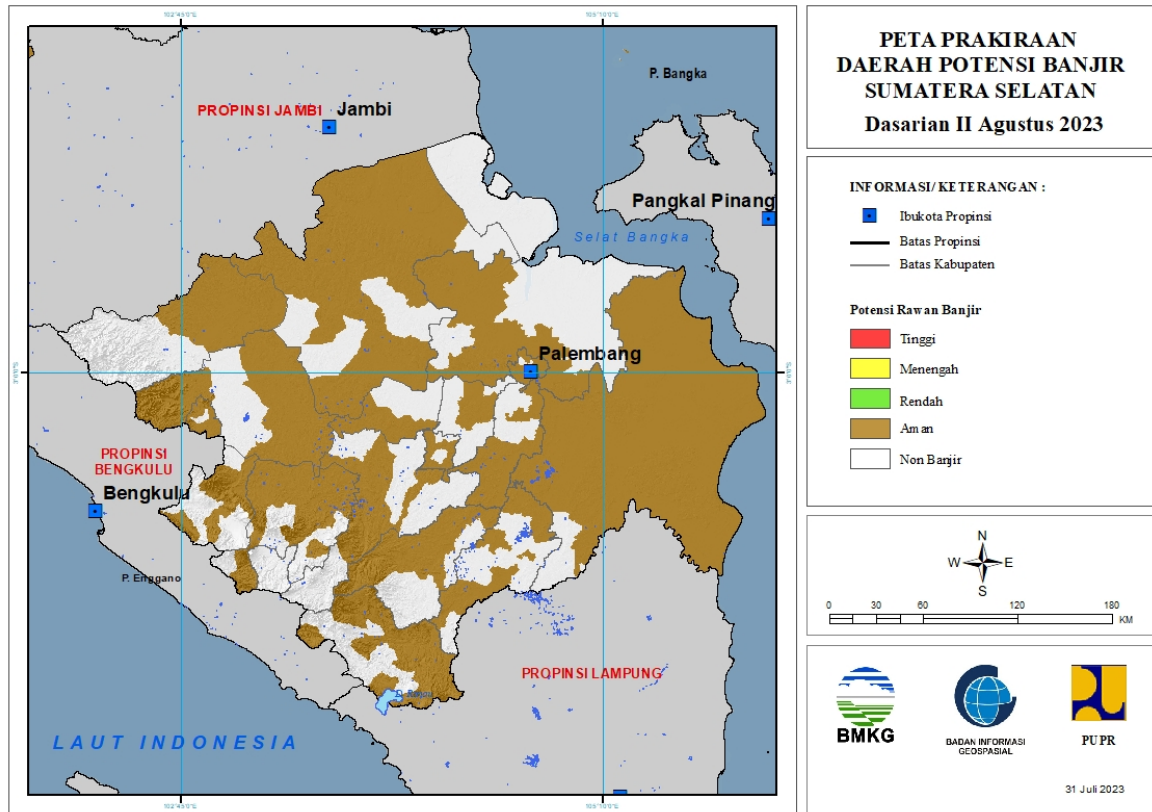 PETA PRAKIRAAN
DAERAH POTENSI BANJIR
SUMATERA SELATAN
Dasarian II Agustus 2023
INFORMASI/ KETERANGAN :
Ibukota Propinsi
Batas Propinsi
Batas Kabupaten
Potensi Rawan Banjir
Tinggi
Menengah
Rendah
Aman
Non Banjir
N
W
E
S
0
30
60
120
180
KM
BMKG
BADAN INFORMASI
GEOSPASIAL
PUPR
31 Juli 2023
P. Bangka
PROPINSI JAMBI
Jambi
Pangkal Pinang
Selat Bangka
Palembang
PROPINSI
BENGKULU
Bengkulu
P. Enggano
PROPINSI LAMPUNG
D. Ranau
LAUT INDONESIA